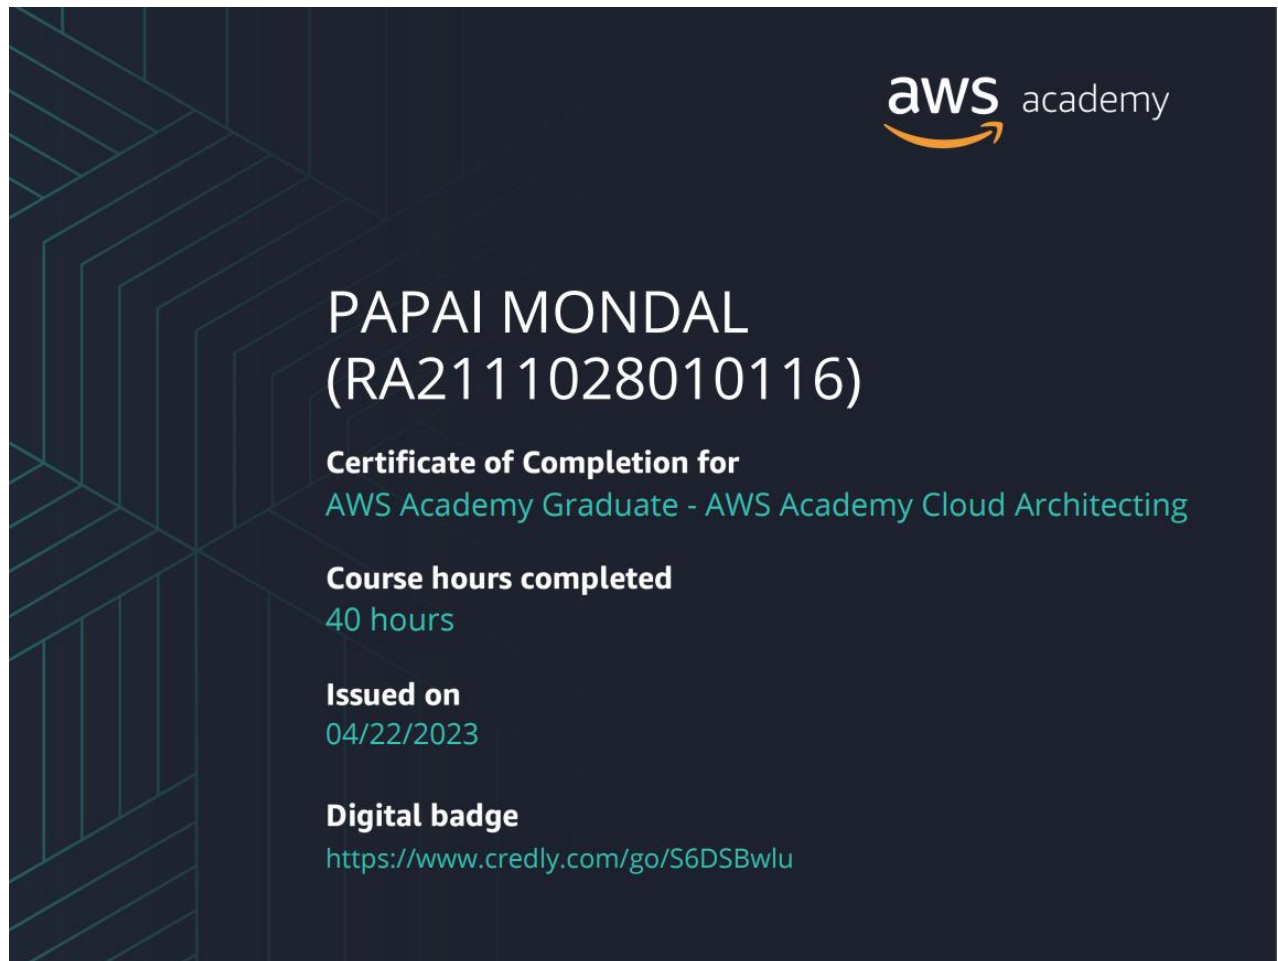 aws academy
PAPAI MONDAL
(RA2111028010116)
Certificate of Completion for
AWS Academy Graduate - AWS Academy Cloud Architecting
Course hours completed
40 hours
Issued on
04/22/2023
Digital badge
https://www.credly.com/go/S6DSBwlu